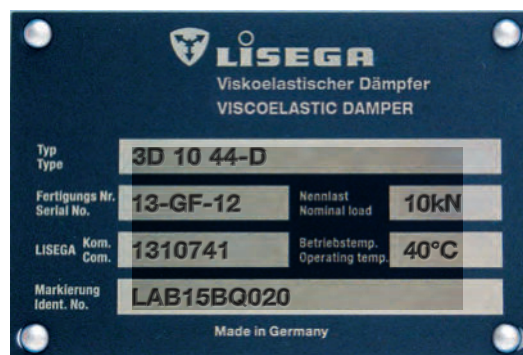 LISEGA
Viskoelastischer Dämpfer
VISCOELASTIC DAMPER
Typ
Type
3D 10 44-D
Fertigungs Nr.
Serial No.
13-GF-12
Nennlast
Nominal load
10kN
LISEGA Kom.
Com.
1310741
Betriebstemp.
Operating temp.
40°C
Markierung
Ident. No.
LAB15BQ020
Made in Germany